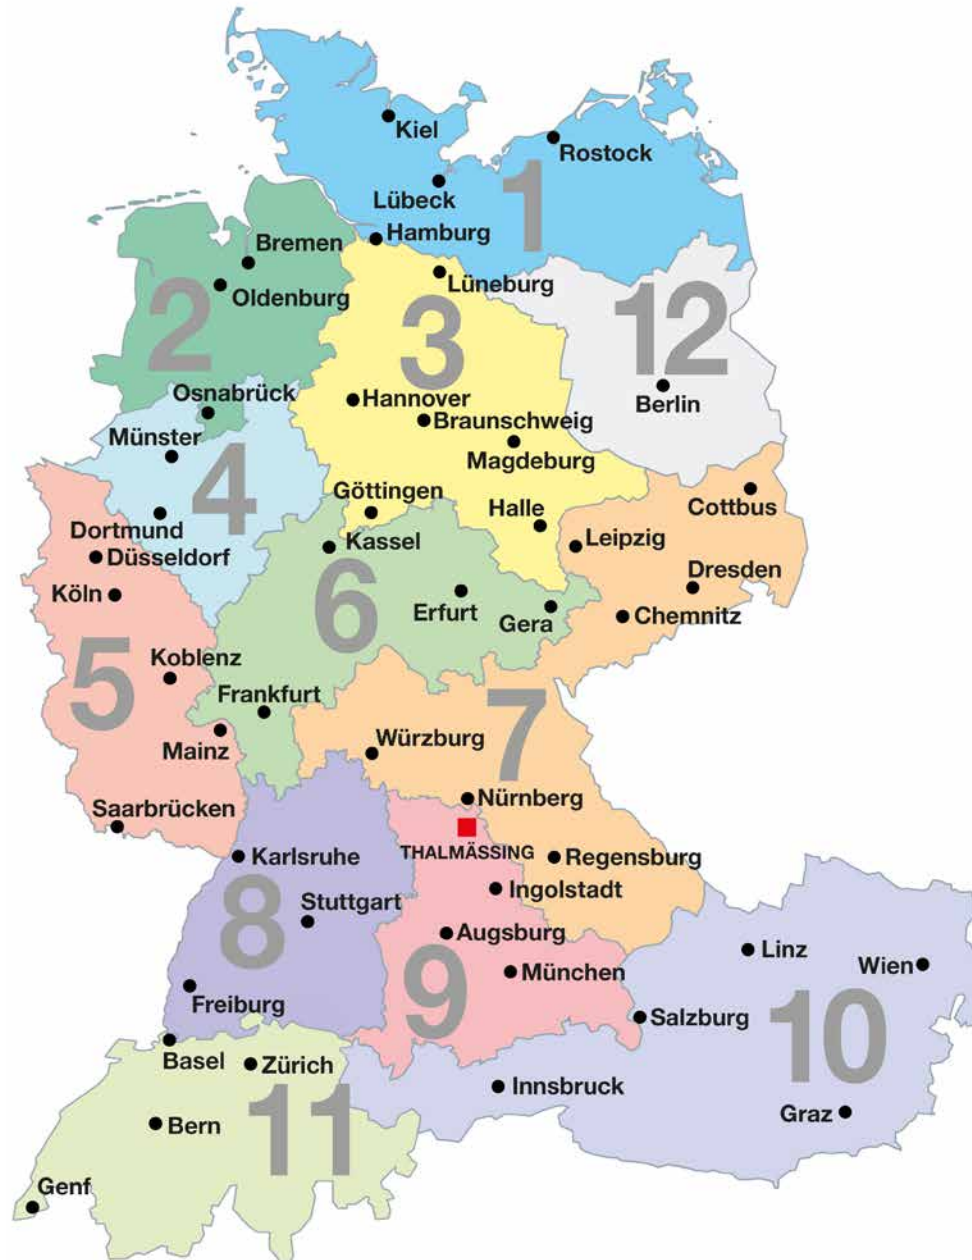 Kiel
Rostock
1
Lübeck
Hamburg
Bremen
Lüneburg
Oldenburg
2
3
12
Osnabrück
Hannover
Berlin
Braunschweig
Münster
Magdeburg
4
Göttingen
Halle
Cottbus
Dortmund
Kassel
Leipzig
Düsseldorf
Dresden
Köln
6
Erfurt
Gera
Chemnitz
5
Koblenz
Frankfurt
7
Würzburg
Mainz
Nürnberg
Saarbrücken
THALMÄSSING
Karlsruhe
Regensburg
Ingolstadt
8
Stuttgart
Augsburg
Linz
Wien
9
München
Freiburg
Salzburg
10
Basel
Zürich
Innsbruck
11
Bern
Graz
Genf